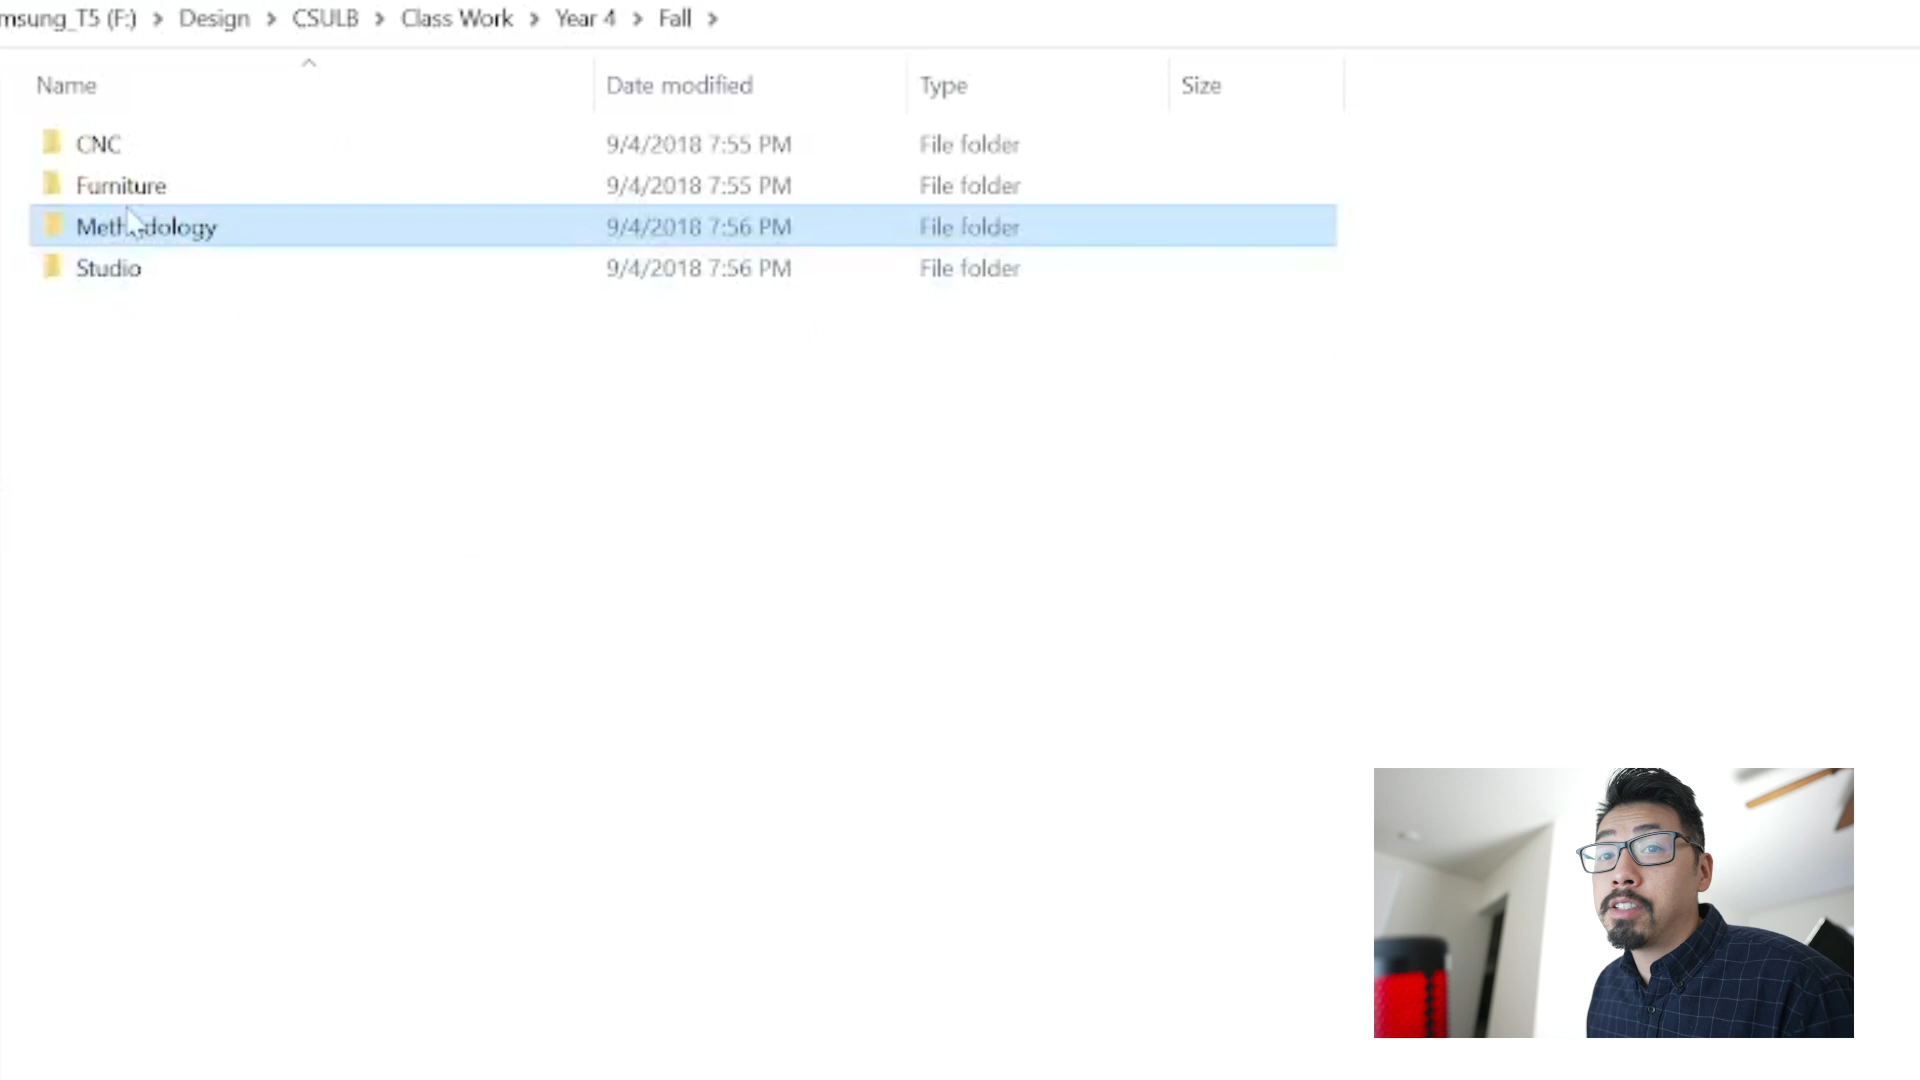 msung_T5 (F:) > Design > CSULB > Class Work > Year 4 > Fall >
Name Date modified Type Size
CNC 9/4/2018 7:55 PM File folder
Furniture 9/4/2018 7:55 PM File folder
Methodology 9/4/2018 7:56 PM File folder
Studio 9/4/2018 7:56 PM File folder